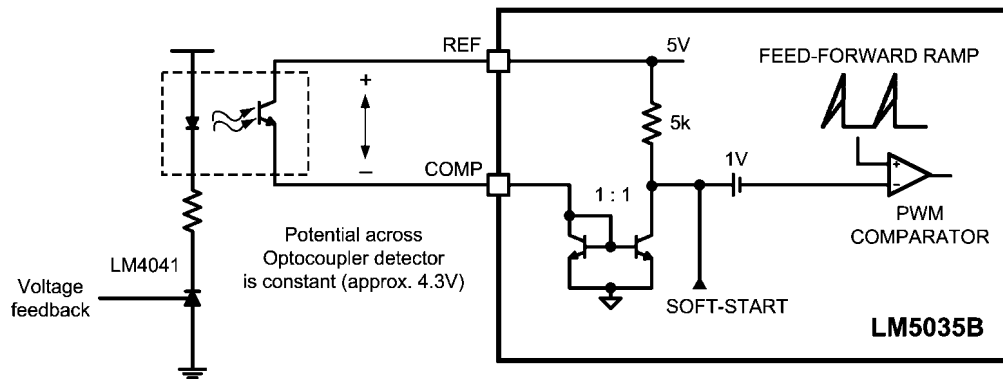 REF
5V
FEED-FORWARD RAMP
+
5k
–
COMP
1 : 1
1V
+
–
PWM
COMPARATOR
Potential across
Optocoupler detector
is constant (approx. 4.3V)
LM4041
Voltage
feedback
SOFT-START
LM5035B